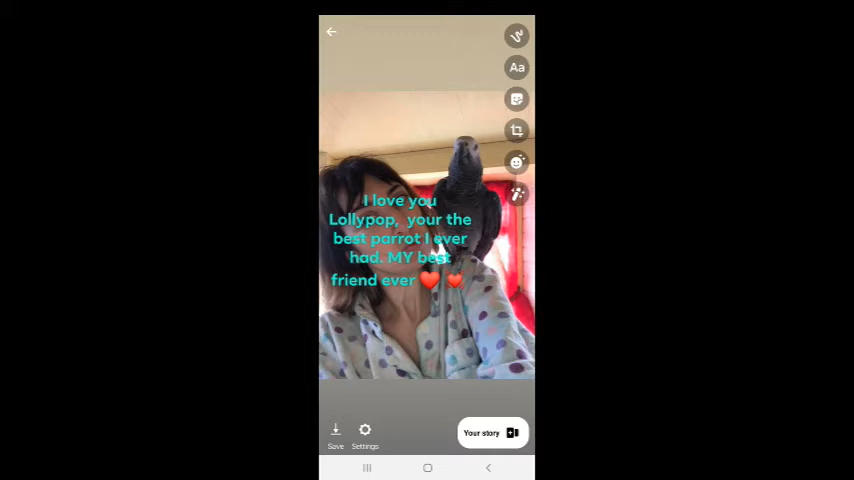 Aa
I love you
Lollypop, your the
best parrot I ever
had. MY best
friend ever ❤️ ❤️
Save
Settings
Your story